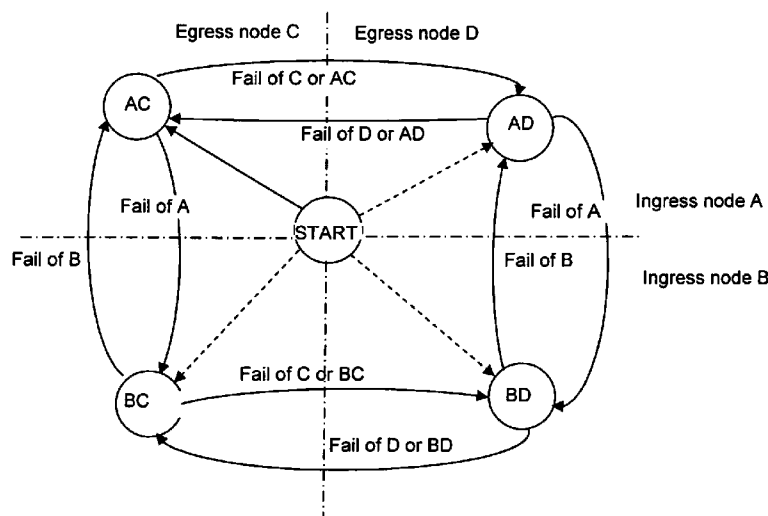 Egress node C
Egress node D
Fail of C or AC
AC
AD
Fail of D or AD
Fail of A
Fail of A
Ingress node A
START
Fail of B
Fail of B
Ingress node B
Fail of C or BC
BC
BD
Fail of D or BD